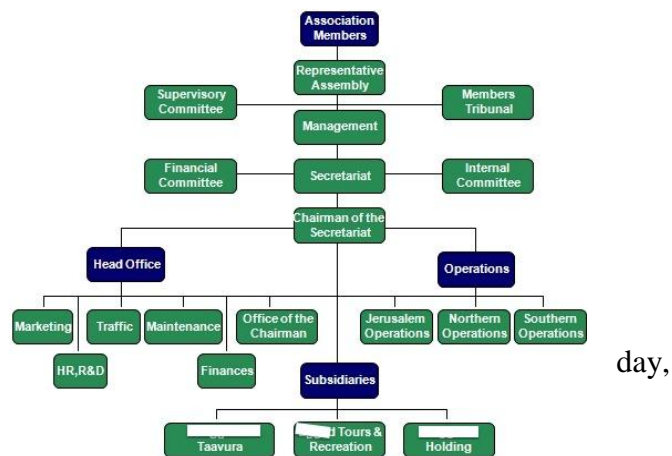 Association
Members
Representative
Assembly
Supervisory
Committee
Members
Tribunal
Management
Financial
Committee
Secretariat
Internal
Committee
Chairman of the
Secretariat
Head Office
Operations
Marketing
Traffic
Maintenance
Office of the
Chairman
Jerusalem
Operations
Northern
Operations
Southern
Operations
HR,R&D
Finances
day,
Subsidiaries
Taavura
Tours &
Recreation
Holding